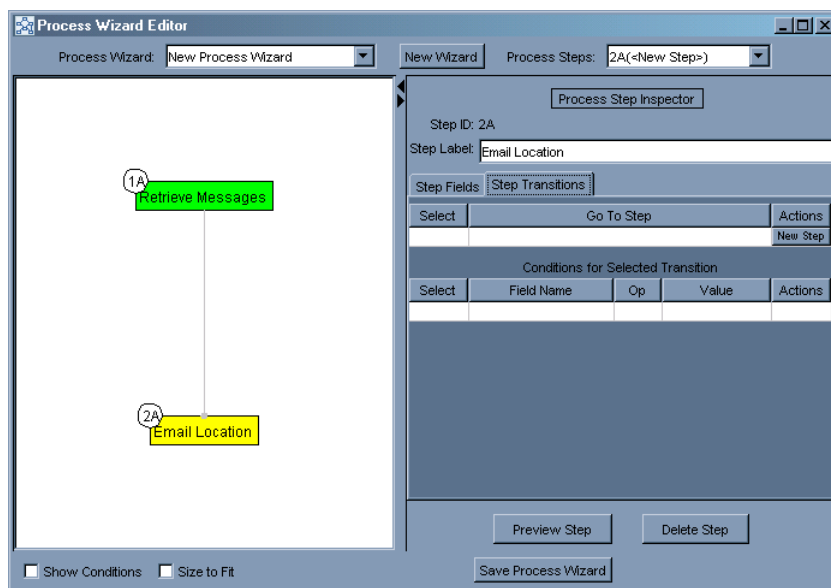 Process Wizard Editor
Process Wizard: New Process Wizard New Wizard Process Steps: 2A(<New Step>)
Process Step Inspector
Step ID: 2A
Step Label: Email Location
Step Fields Step Transitions
Select Go To Step Actions
New Step
Conditions for Selected Transition
Select Field Name Op Value Actions
1A
Retrieve Messages
2A
Email Location
Preview Step Delete Step
Show Conditions Size to Fit Save Process Wizard